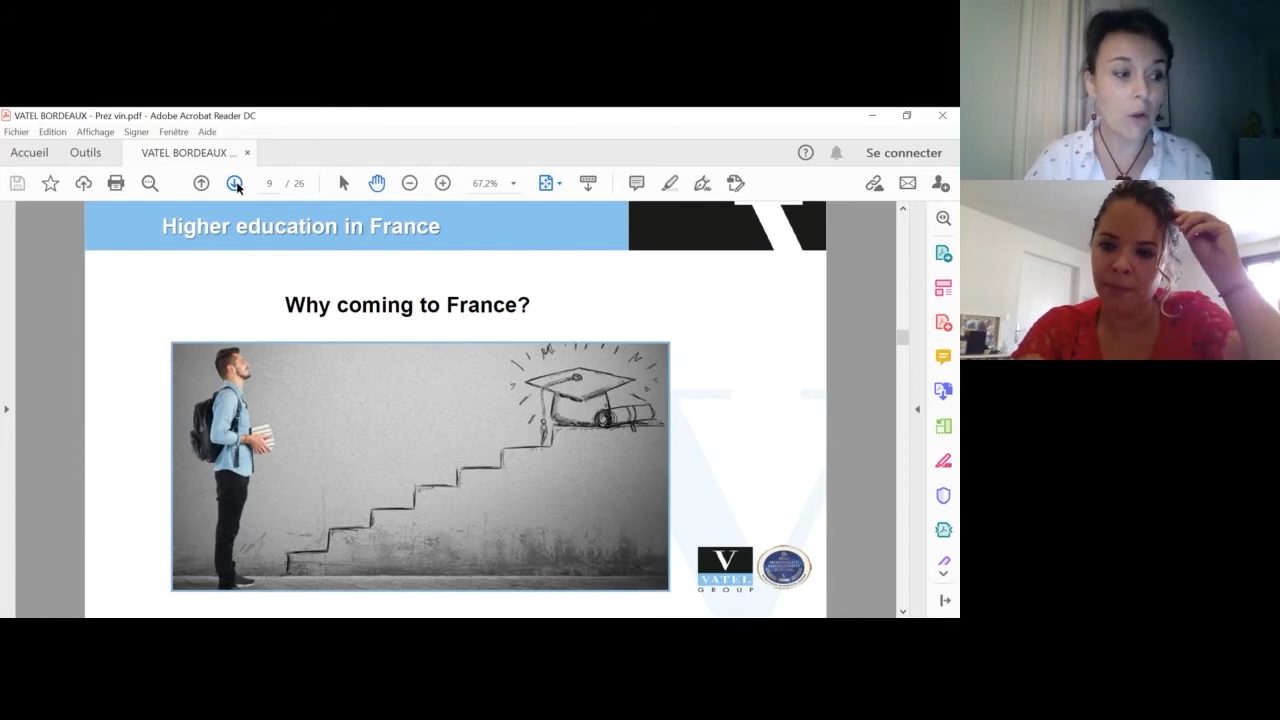 VATEL BORDEAUX - Prez vin.pdf - Adobe Acrobat Reader DC
Fichier Edition Affichage Signer Fenêtre Aide
Accueil Outils VATEL BORDEAUX ... × Se connecter
9 / 26 67,2%
Higher education in France
Why coming to France?
V
VATEL
GROUP